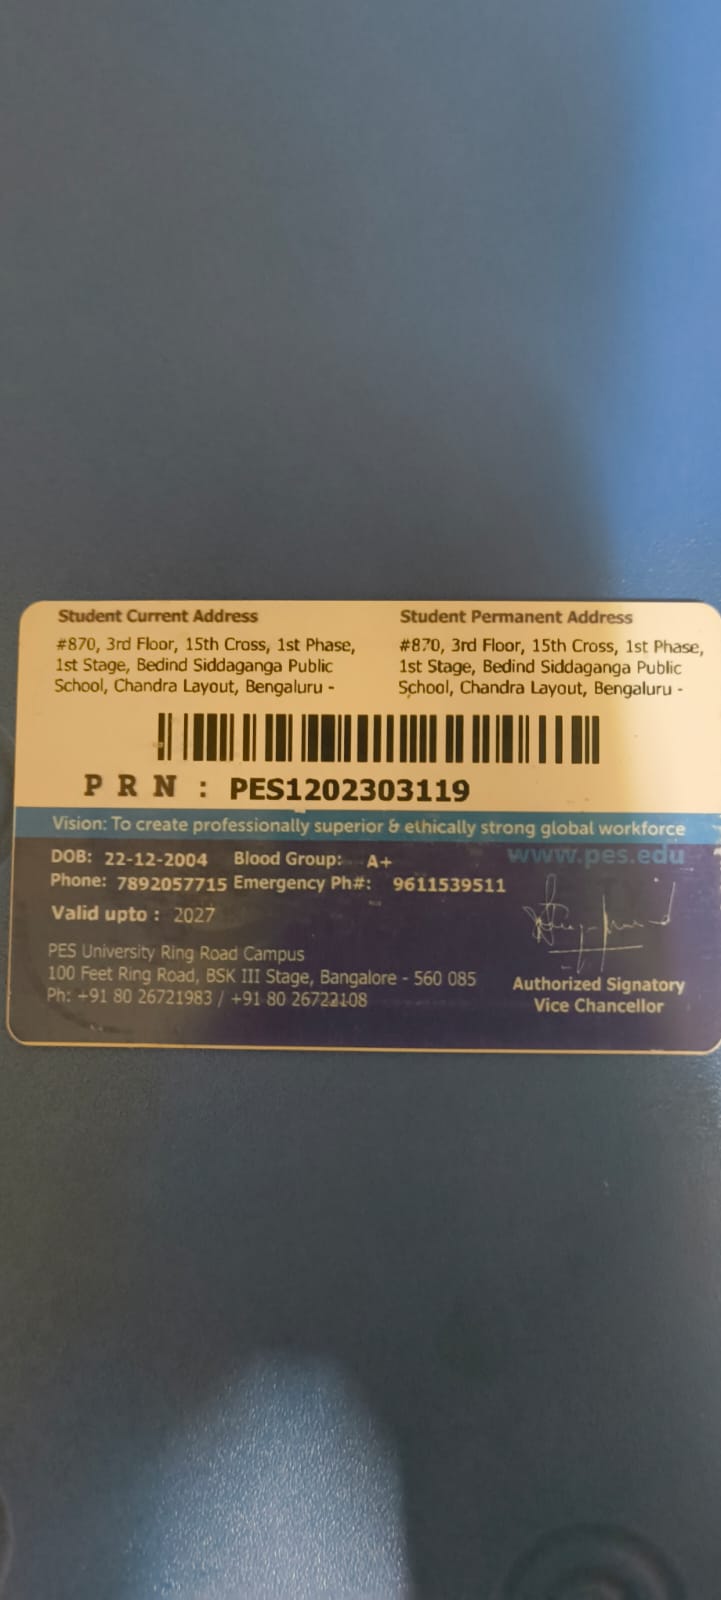 Student Current Address
#870, 3rd Floor, 15th Cross, 1st Phase,
1st Stage, Bedind Siddaganga Public
School, Chandra Layout, Bengaluru -
Student Permanent Address
#870, 3rd Floor, 15th Cross, 1st Phase,
1st Stage, Bedind Siddaganga Public
School, Chandra Layout, Bengaluru -
PRN : PES1202303119
Vision: To create professionally superior & ethically strong global workforce
www.pes.edu
DOB: 22-12-2004 Blood Group: A+
Phone: 7892057715 Emergency Ph#: 9611539511
Valid upto : 2027
PES University Ring Road Campus
100 Feet Ring Road, BSK III Stage, Bangalore - 560 085
Ph: +91 80 26721983 / +91 80 26722108
Authorized Signatory
Vice Chancellor